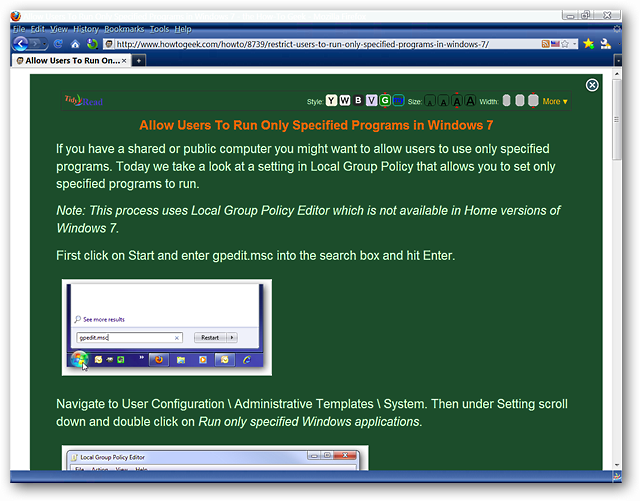 File Edit View History Bookmarks Tools Help
http://www.howtogeek.com/howto/8739/restrict-users-to-run-only-specified-programs-in-windows-7/
Allow Users To Run On...
Tidy Read
Style: Y W B V G Size: A A A A Width: More ▼
Allow Users To Run Only Specified Programs in Windows 7
If you have a shared or public computer you might want to allow users to use only specified
programs. Today we take a look at a setting in Local Group Policy that allows you to set only
specified programs to run.
Note: This process uses Local Group Policy Editor which is not available in Home versions of
Windows 7.
First click on Start and enter gpedit.msc into the search box and hit Enter.
See more results
gpedit.msc
Restart
Navigate to User Configuration \ Administrative Templates \ System. Then under Setting scroll
down and double click on Run only specified Windows applications.
Local Group Policy Editor
File Action View Help